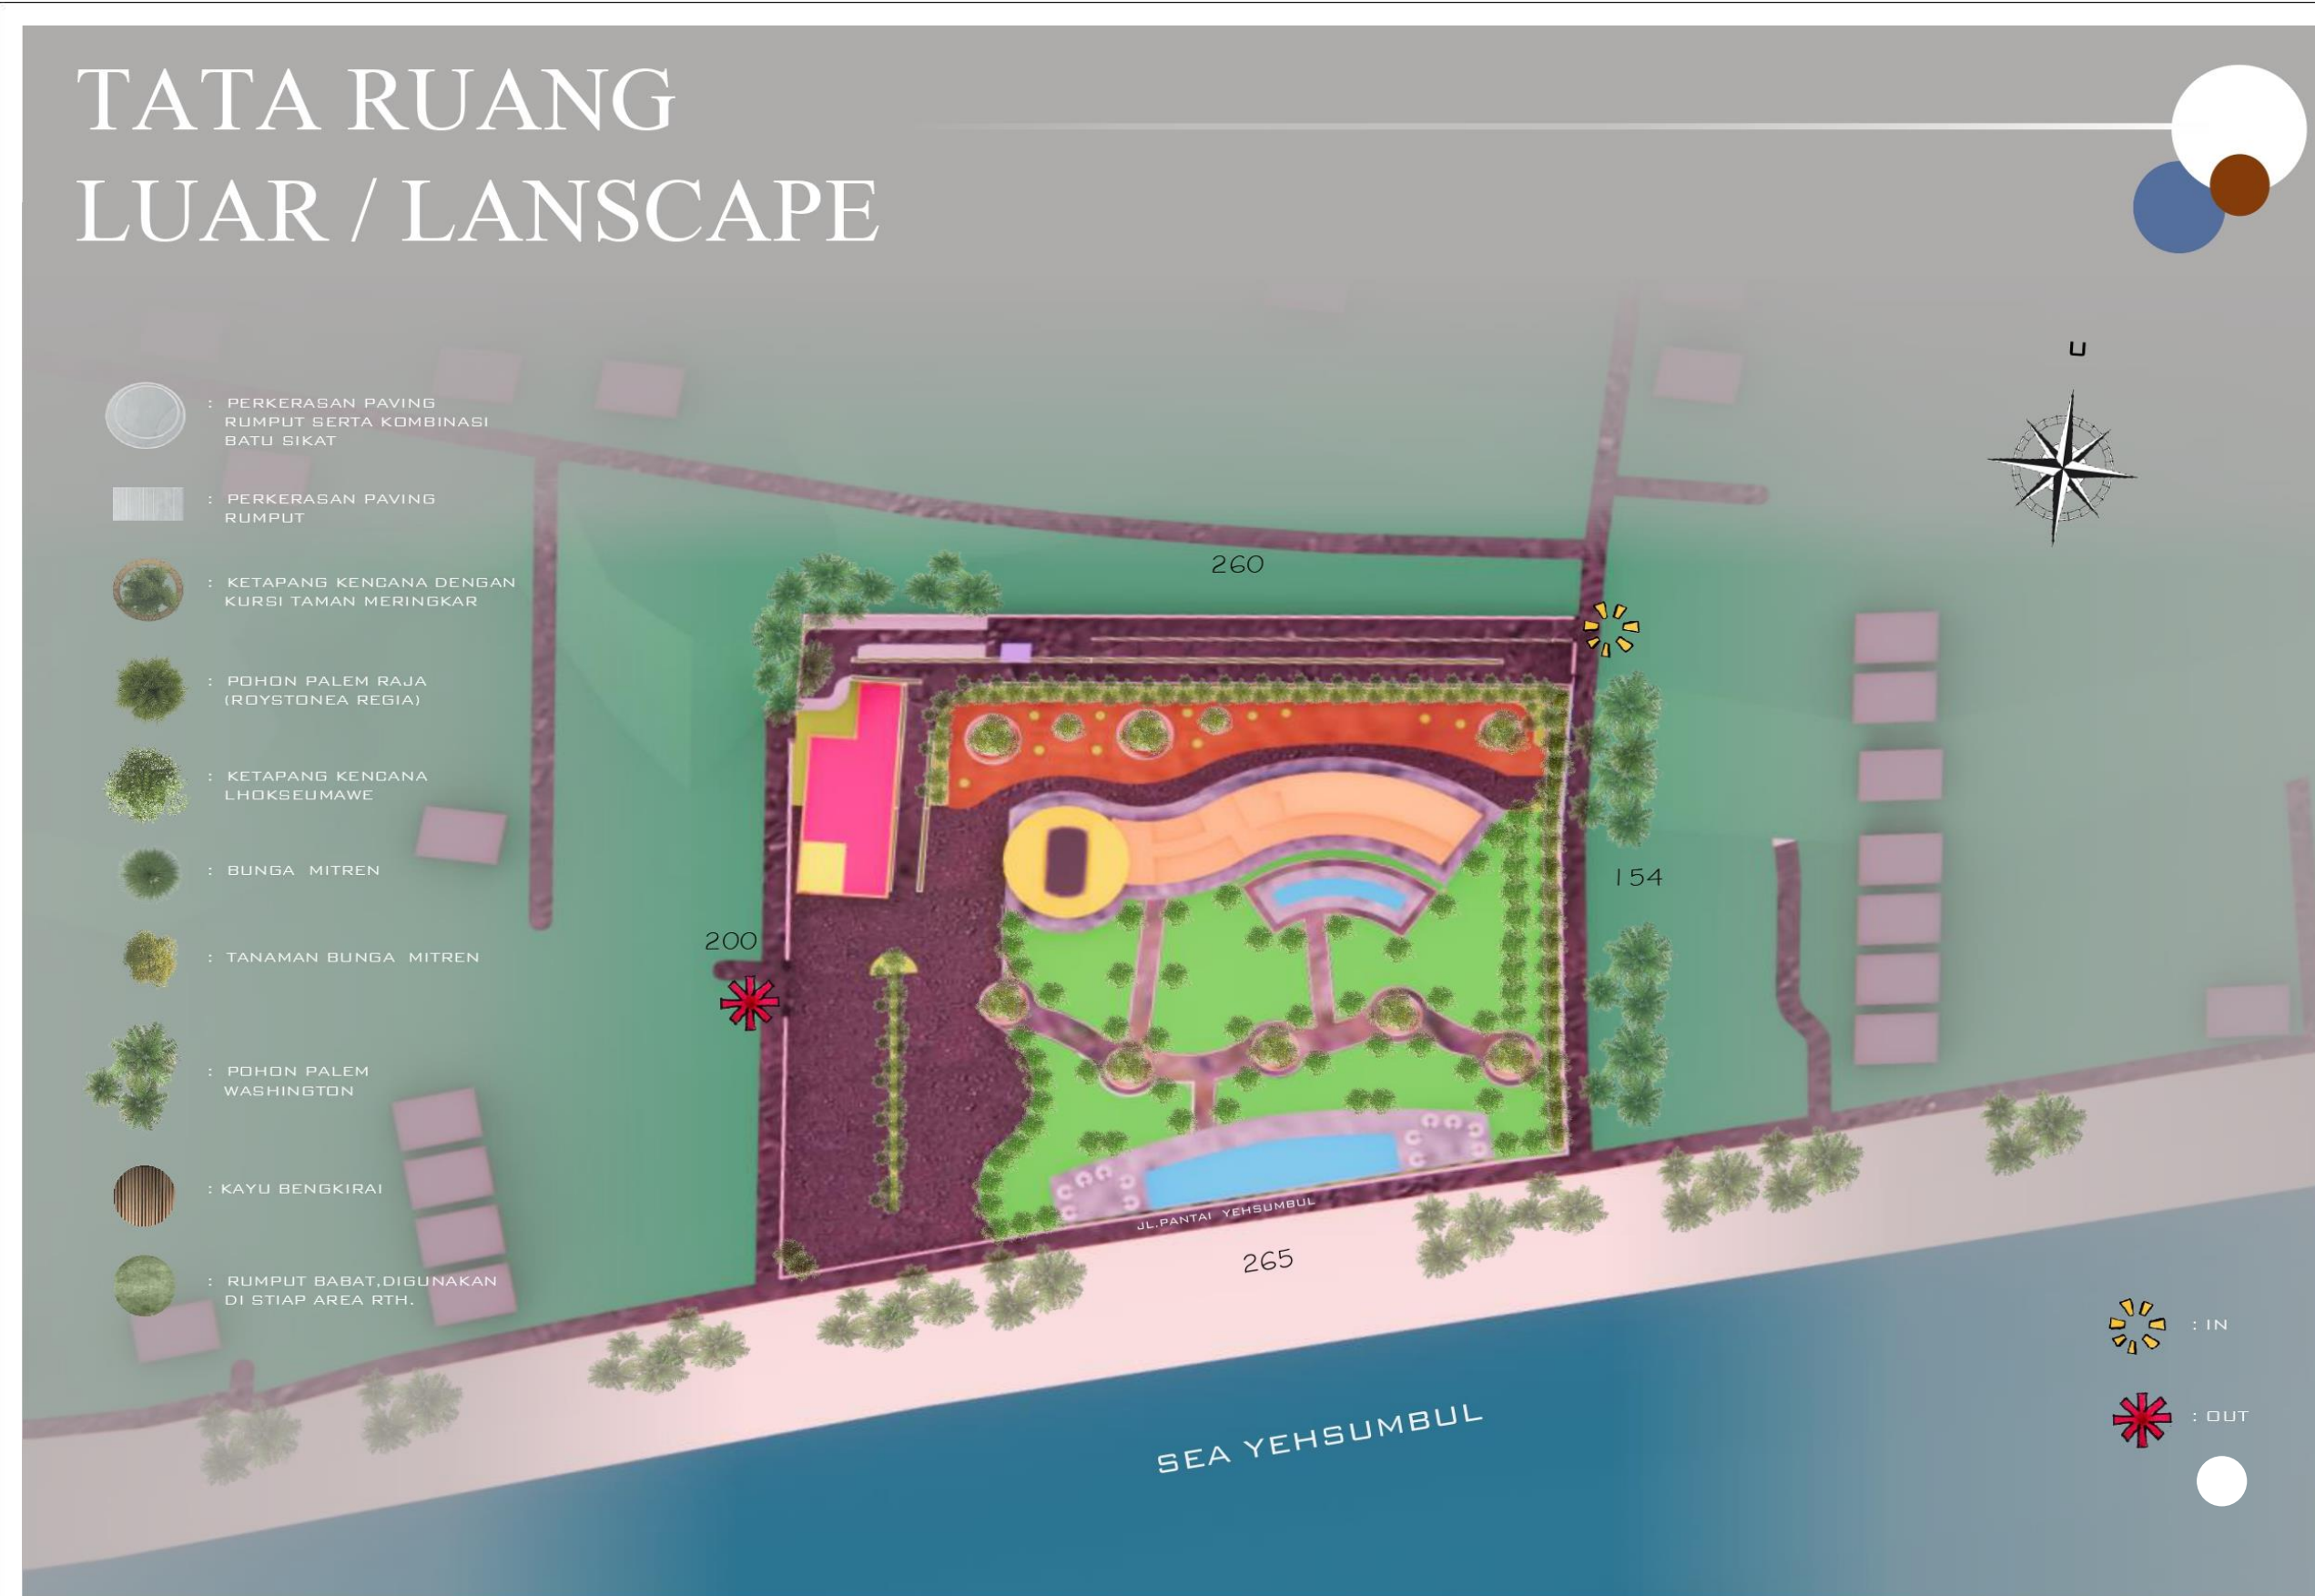 TATA RUANG
LUAR / LANSCAPE
U
: PERKERASAN PAVING
RUMPUT SERTA KOMBINASI
BATU SIKAT
: PERKERASAN PAVING
RUMPUT
: KETAPANG KENCANA DENGAN
KURSI TAMAN MERINGKAR
: POHON PALEM RAJA
(ROYSTONEA REGIA)
: KETAPANG KENCANA
LHOKSEUMAWE
: BUNGA MITREN
: TANAMAN BUNGA MITREN
: POHON PALEM
WASHINGTON
: KAYU BENGKIRAI
: RUMPUT BABAT,DIGUNAKAN
DI STIAP AREA RTH.
260
154
200
JL.PANTAI YEHSUMBUL
265
SEA YEHSUMBUL
: IN
: OUT